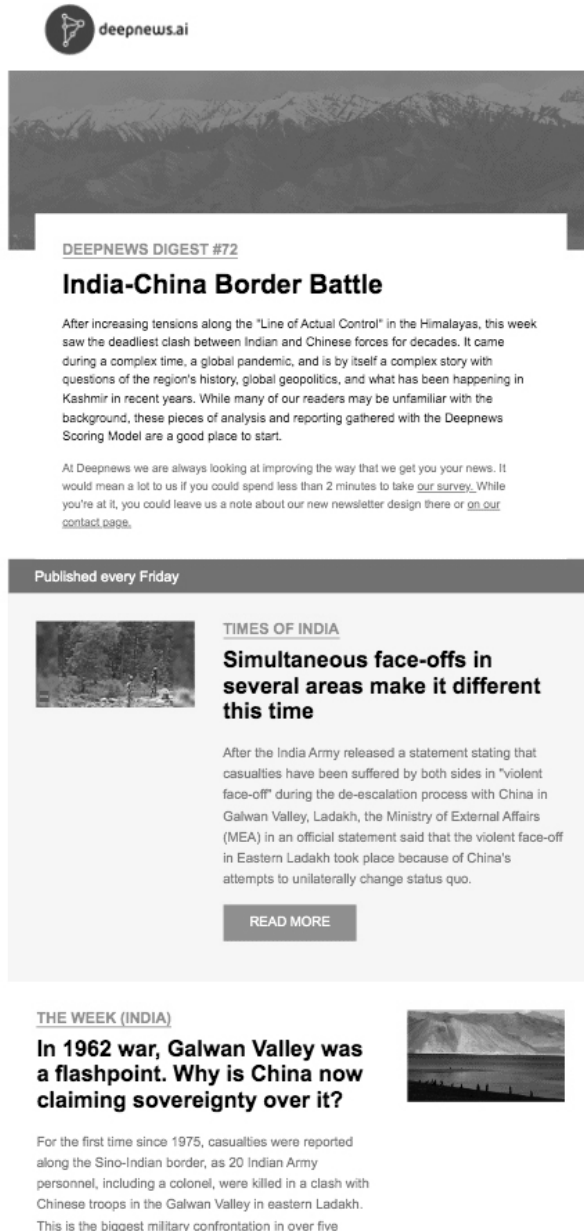 deepnews.ai
DEEPNEWS DIGEST #72
India-China Border Battle
After increasing tensions along the "Line of Actual Control" in the Himalayas, this week
saw the deadliest clash between Indian and Chinese forces for decades. It came
during a complex time, a global pandemic, and is by itself a complex story with
questions of the region's history, global geopolitics, and what has been happening in
Kashmir in recent years. While many of our readers may be unfamiliar with the
background, these pieces of analysis and reporting gathered with the Deepnews
Scoring Model are a good place to start.
At Deepnews we are always looking at improving the way that we get you your news. It
would mean a lot to us if you could spend less than 2 minutes to take our survey. While
you're at it, you could leave us a note about our new newsletter design there or on our
contact page.
Published every Friday
TIMES OF INDIA
Simultaneous face-offs in
several areas make it different
this time
After the India Army released a statement stating that
casualties have been suffered by both sides in "violent
face-off" during the de-escalation process with China in
Galwan Valley, Ladakh, the Ministry of External Affairs
(MEA) in an official statement said that the violent face-off
in Eastern Ladakh took place because of China's
attempts to unilaterally change status quo.
READ MORE
THE WEEK (INDIA)
In 1962 war, Galwan Valley was
a flashpoint. Why is China now
claiming sovereignty over it?
For the first time since 1975, casualties were reported
along the Sino-Indian border, as 20 Indian Army
personnel, including a colonel, were killed in a clash with
Chinese troops in the Galwan Valley in eastern Ladakh.
This is the biggest military confrontation in over five